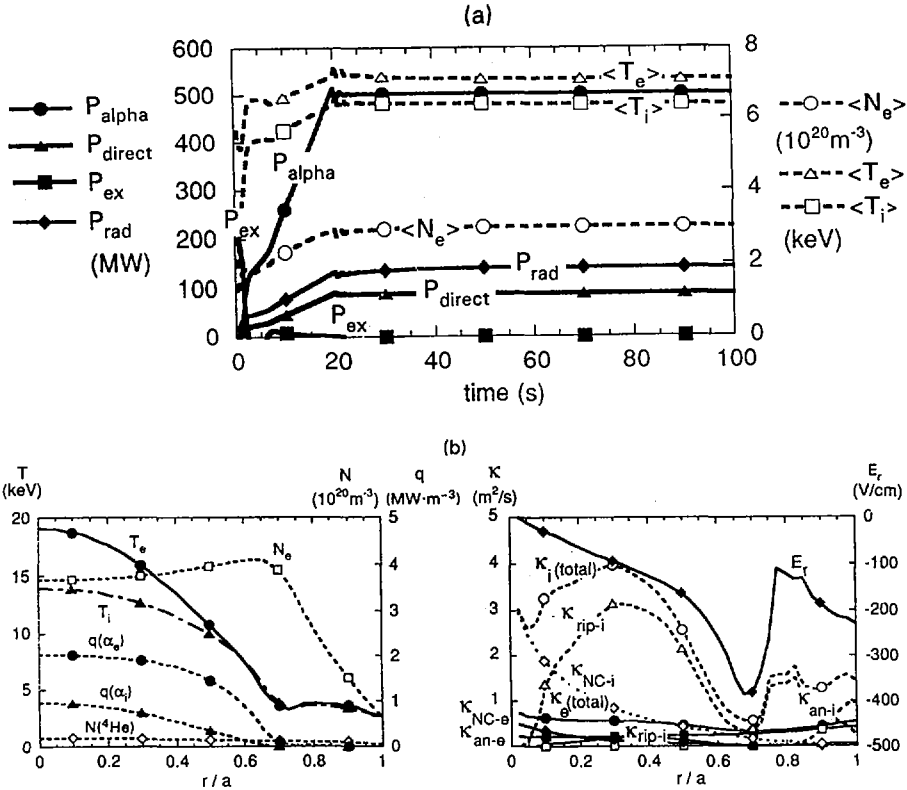 (a)
600
500
400
300
200
100
0
8
6
4
2
0
0
20
40
60
80
100
time (s)
P_alpha
P_direct
P_ex
P_rad
(MW)
<N_e>
(10^20 m^-3)
<T_e>
<T_i>
(keV)
<T_e>
<T_i>
P_alpha
P_ex
<N_e>
P_rad
P_direct
P_ex
(b)
T
(keV)
N
(10^20 m^-3)
q
(MW·m^-3)
κ
(m^2/s)
E_r
(V/cm)
20
15
10
5
0
5
4
3
2
1
0
T_e
N_e
T_i
q(α_e)
q(α_i)
N(^4He)
0
0.2
0.4
0.6
0.8
1
r / a
5
4
3
2
1
0
0
-100
-200
-300
-400
-500
κ_i (total)
E_r
κ_rip-i
κ_NC-i
κ_e (total)
κ_an-i
κ_NC-e
κ_an-e
κ_rip-i
0
0.2
0.4
0.6
0.8
1
r / a